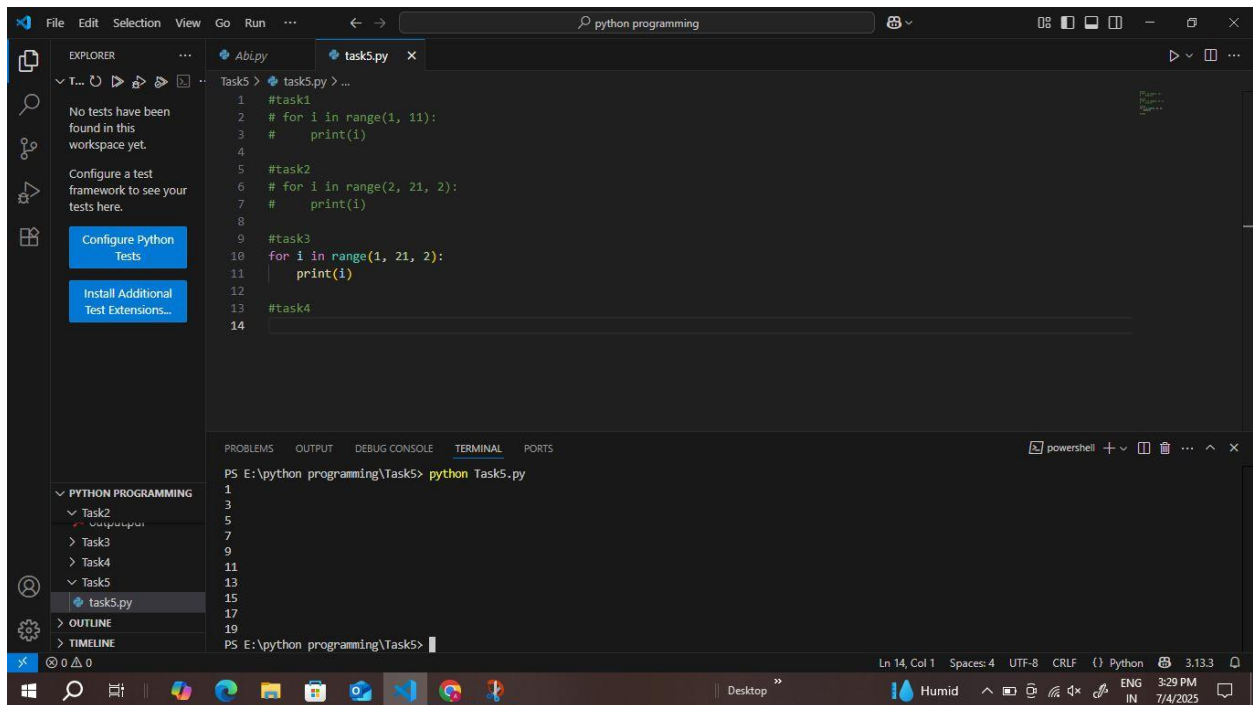 File Edit Selection View Go Run ... python programming
EXPLORER ...
T...
No tests have been
found in this
workspace yet.
Configure a test
framework to see your
tests here.
Configure Python
Tests
Install Additional
Test Extensions...
PYTHON PROGRAMMING
Task2
Task3
Task4
Task5
task5.py
OUTLINE
TIMELINE
Abi.py task5.py
Task5 > task5.py > ...
1 #task1
2 # for i in range(1, 11):
3 #     print(i)
4
5 #task2
6 # for i in range(2, 21, 2):
7 #     print(i)
8
9 #task3
10 for i in range(1, 21, 2):
11     print(i)
12
13 #task4
14
PROBLEMS OUTPUT DEBUG CONSOLE TERMINAL PORTS powershell
PS E:\python programming\Task5> python Task5.py
1
3
5
7
9
11
13
15
17
19
PS E:\python programming\Task5>
0 0 Ln 14, Col 1 Spaces: 4 UTF-8 CRLF {} Python 3.13.3
Desktop Humid ENG 3:29 PM
IN 7/4/2025